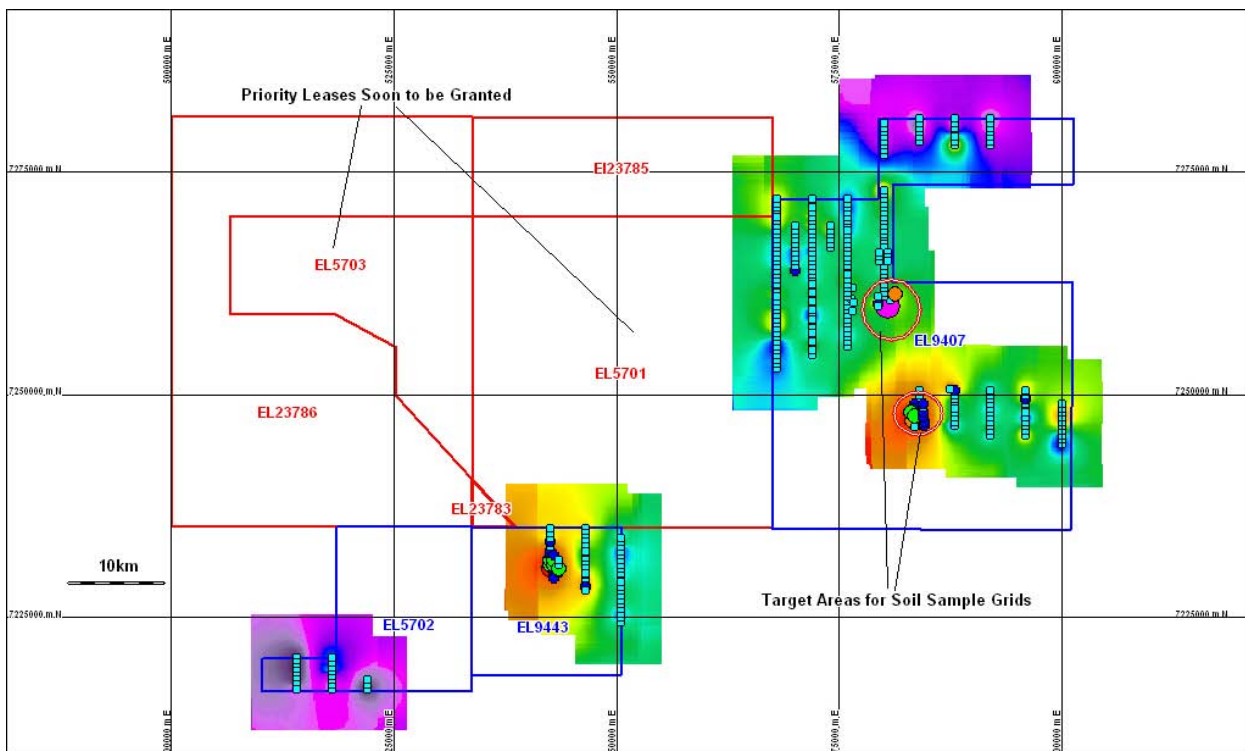 500000 m E
525000 m E
550000 m E
575000 m E
600000 m E
Priority Leases Soon to be Granted
7275000 m N
EI23785
7275000 m N
EL5703
EL9407
EL5701
7250000 m N
7250000 m N
EL23786
EL23783
10km
Target Areas for Soil Sample Grids
7225000 m N
EL5702
EL9443
7225000 m N